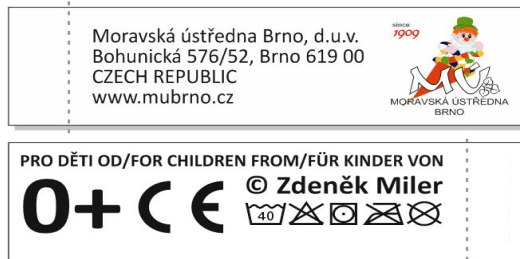 Moravská ústředna Brno, d.u.v.
Bohunická 576/52, Brno 619 00
CZECH REPUBLIC
www.mubrno.cz
since
1909
MU
MORAVSKÁ ÚSTŘEDNA
BRNO
PRO DĚTI OD/FOR CHILDREN FROM/FÜR KINDER VON
0+ CE
© Zdeněk Miler
40